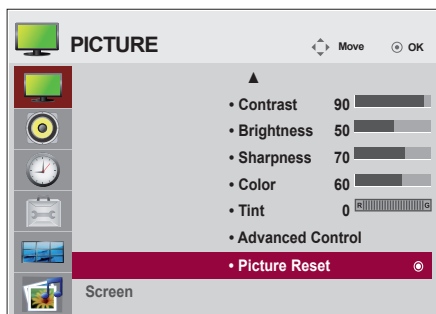 PICTURE Move OK
▲
• Contrast 90
• Brightness 50
• Sharpness 70
• Color 60
• Tint 0 R G
• Advanced Control
• Picture Reset
Screen